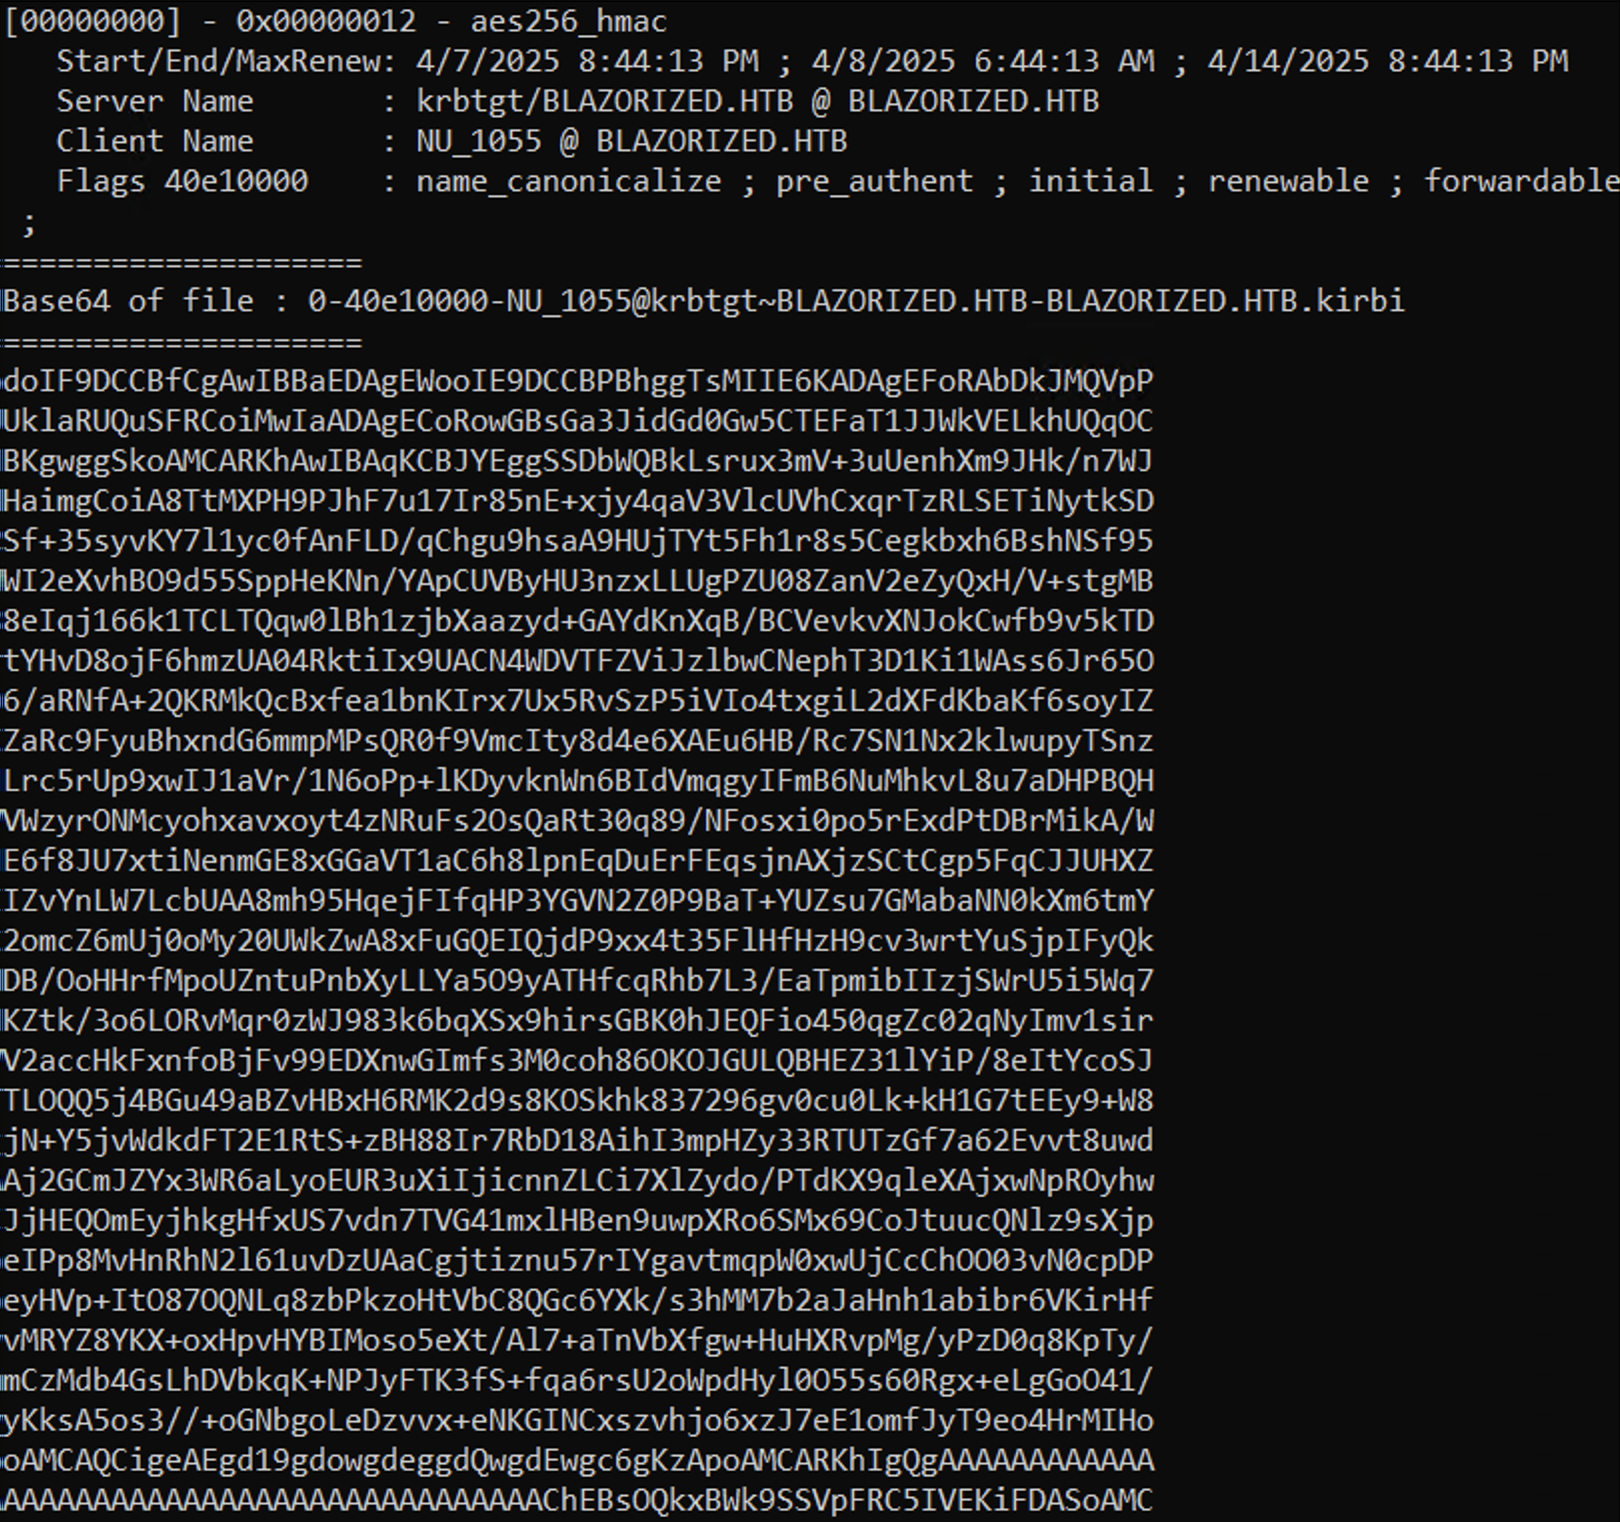 [00000000] - 0x00000012 - aes256_hmac
Start/End/MaxRenew: 4/7/2025 8:44:13 PM ; 4/8/2025 6:44:13 AM ; 4/14/2025 8:44:13 PM
Server Name       : krbtgt/BLAZORIZED.HTB @ BLAZORIZED.HTB
Client Name       : NU_1055 @ BLAZORIZED.HTB
Flags 40e10000    : name_canonicalize ; pre_authent ; initial ; renewable ; forwardable
;
====================
Base64 of file : 0-40e10000-NU_1055@krbtgt~BLAZORIZED.HTB-BLAZORIZED.HTB.kirbi
====================
doIF9DCCBfCgAwIBBaEDAgEWooIE9DCCBPBhggTsMIIE6KADAgEFoRAbDkJMQVpP
UklaRUQuSFRCoiMwIaADAgECoRowGBsGa3JidGd0Gw5CTEFaT1JJWkVELkhUQqOC
BKgwggSkoAMCARKhAwIBAqKCBJYEggSSDbWQBkLsrux3mV+3uUenhXm9JHk/n7WJ
HaimgCoiA8TtMXPH9PJhF7u17Ir85nE+xjy4qaV3VlcUVhCxqrTzRLSETiNytkSD
Sf+35syvKY7l1yc0fAnFLD/qChgu9hsaA9HUjTYt5Fh1r8s5Cegkbxh6BshNSf95
WI2eXvhBO9d55SppHeKNn/YApCUVByHU3nzxLLUgPZU08ZanV2eZyQxH/V+stgMB
8eIqj166k1TCLTQqw0lBh1zjbXaazyd+GAYdKnXqB/BCVevkvXNJokCwfb9v5kTD
tYHvD8ojF6hmzUA04RktiIx9UACN4WDVTFZViJzlbwCNephT3D1Ki1WAss6Jr65O
6/aRNfA+2QKRMkQcBxfea1bnKIrx7Ux5RvSzP5iVIo4txgiL2dXFdKbaKf6soyIZ
ZaRc9FyuBhxndG6mmpMPsQR0f9VmcIty8d4e6XAEu6HB/Rc7SN1Nx2klwupyTSnz
Lrc5rUp9xwIJ1aVr/1N6oPp+lKDyvknWn6BIdVmqgyIFmB6NuMhkvL8u7aDHPBQH
VWzyrONMcyohxavxoyt4zNRuFs2OsQaRt30q89/NFosxi0po5rExdPtDBrMikA/W
E6f8JU7xtiNenmGE8xGGaVT1aC6h8lpnEqDuErFEqsjnAXjzSCtCgp5FqCJJUHXZ
IZvYnLW7LcbUAA8mh95HqejFIfqHP3YGVN2Z0P9BaT+YUZsu7GMabaNN0kXm6tmY
2omcZ6mUj0oMy20UWkZwA8xFuGQEIQjdP9xx4t35FlHfHzH9cv3wrtYuSjpIFyQk
DB/OoHHrfMpoUZntuPnbXyLLYa5O9yATHfcqRhb7L3/EaTpmibIIzjSWrU5i5Wq7
KZtk/3o6LORvMqr0zWJ983k6bqXSx9hirsGBK0hJEQFio450qgZc02qNyImv1sir
V2accHkFxnfoBjFv99EDXnwGImfs3M0coh86OKOJGULQBHEZ31lYiP/8eItYcoSJ
TLOQQ5j4BGu49aBZvHBxH6RMK2d9s8KOSkhk837296gv0cu0Lk+kH1G7tEEy9+W8
jN+Y5jvWdkdFT2E1RtS+zBH88Ir7RbD18AihI3mpHZy33RTUTzGf7a62Evvt8uwd
Aj2GCmJZYx3WR6aLyoEUR3uXiIjicnnZLCi7XlZydo/PTdKX9qleXAjxwNpROyhw
JjHEQOmEyjhkgHfxUS7vdn7TVG41mxlHBen9uwpXRo6SMx69CoJtuucQNlz9sXjp
eIPp8MvHnRhN2l61uvDzUAaCgjtiznu57rIYgavtmqpW0xwUjCcChOO03vN0cpDP
eyHVp+ItO87OQNLq8zbPkzoHtVbC8QGc6YXk/s3hMM7b2aJaHnh1abibr6VKirHf
vMRYZ8YKX+oxHpvHYBIMoso5eXt/Al7+aTnVbXfgw+HuHXRvpMg/yPzD0q8KpTy/
mCzMdb4GsLhDVbkqK+NPJyFTK3fS+fqa6rsU2oWpdHyl0O55s60Rgx+eLgGoO41/
yKksA5os3//+oGNbgoLeDzvvx+eNKGINCxszvhjo6xzJ7eE1omfJyT9eo4HrMIHo
oAMCAQCigeAEgd19gdowgdeggdQwgdEwgc6gKzApoAMCARKhIgQgAAAAAAAAAAAA
AAAAAAAAAAAAAAAAAAAAAAAAAAAAAAChEBsOQkxBWk9SSVpFRC5IVEKiFDASoAMC